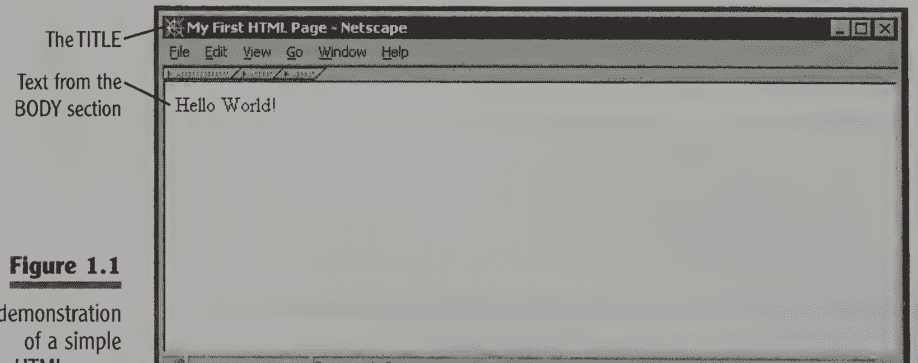 My First HTML Page - Netscape
File Edit View Go Window Help
Hello World!
The TITLE
Text from the
BODY section
Figure 1.1
demonstration
of a simple
HTML